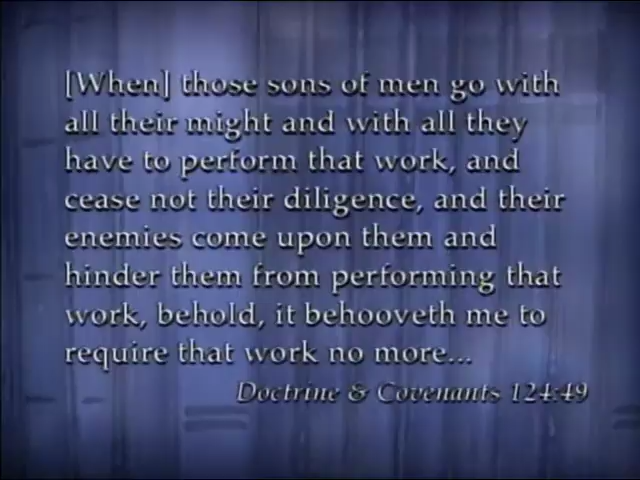 [When] those sons of men go with
all their might and with all they
have to perform that work, and
cease not their diligence, and their
enemies come upon them and
hinder them from performing that
work, behold, it behooveth me to
require that work no more...
Doctrine & Covenants 124:49